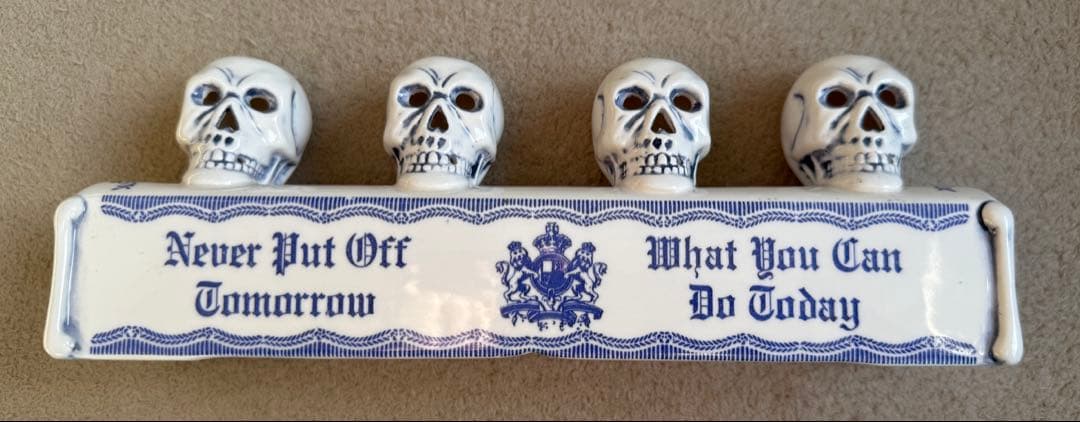 Never Put Off
Tomorrow
What You Can
Do Today